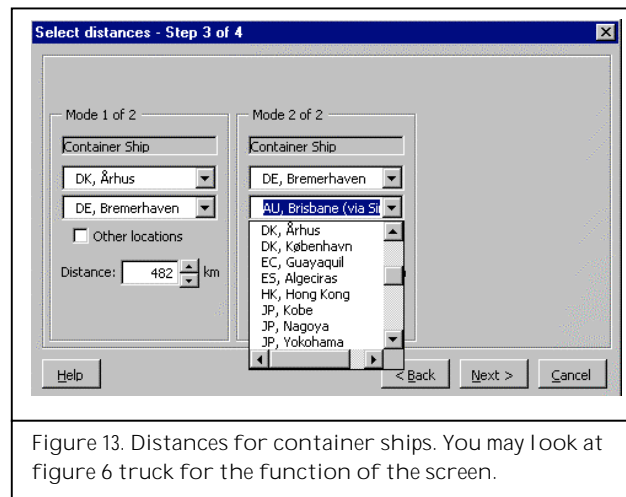 Select distances - Step 3 of 4
Mode 1 of 2
Container Ship
DK, Århus
DE, Bremerhaven
Other locations
Distance: 482 km
Mode 2 of 2
Container Ship
DE, Bremerhaven
AU, Brisbane (via Si
DK, Århus
DK, København
EC, Guayaquil
ES, Algeciras
HK, Hong Kong
JP, Kobe
JP, Nagoya
JP, Yokohama
Help
< Back
Next >
Cancel
Figure 13. Distances for container ships. You may look at
figure 6 truck for the function of the screen.